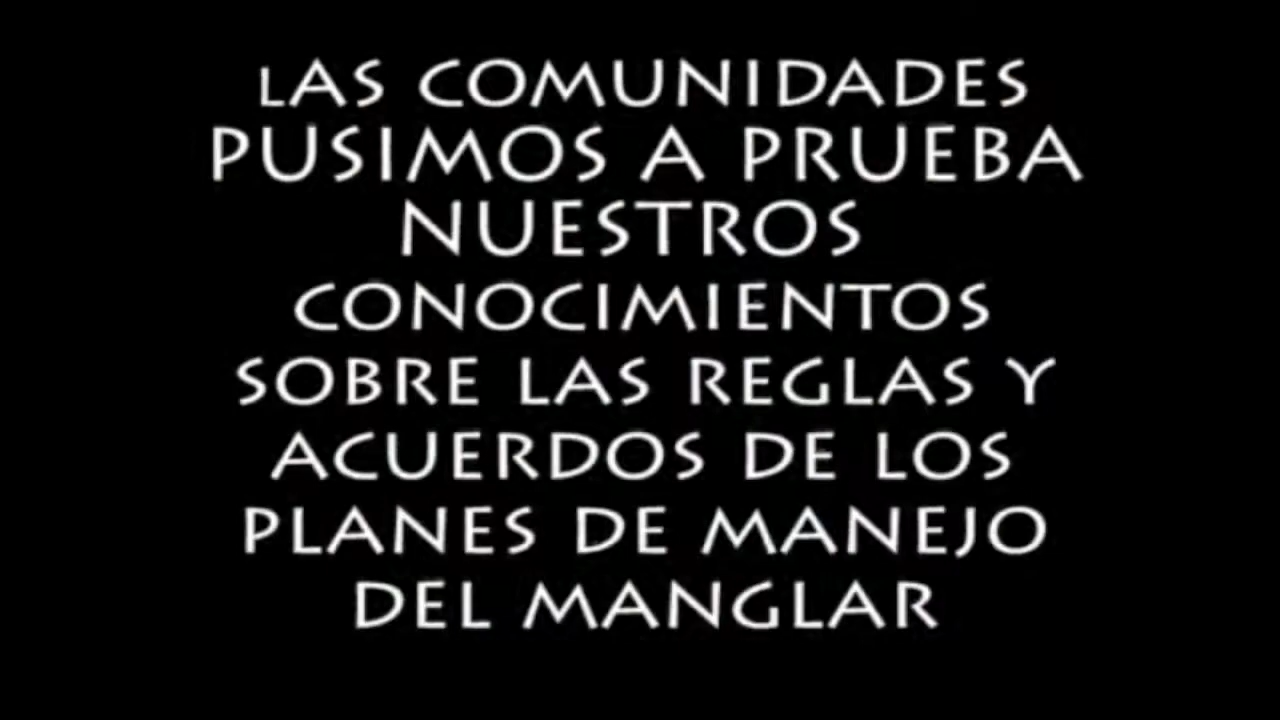 LAS COMUNIDADES
PUSIMOS A PRUEBA
NUESTROS
CONOCIMIENTOS
SOBRE LAS REGLAS Y
ACUERDOS DE LOS
PLANES DE MANEJO
DEL MANGLAR